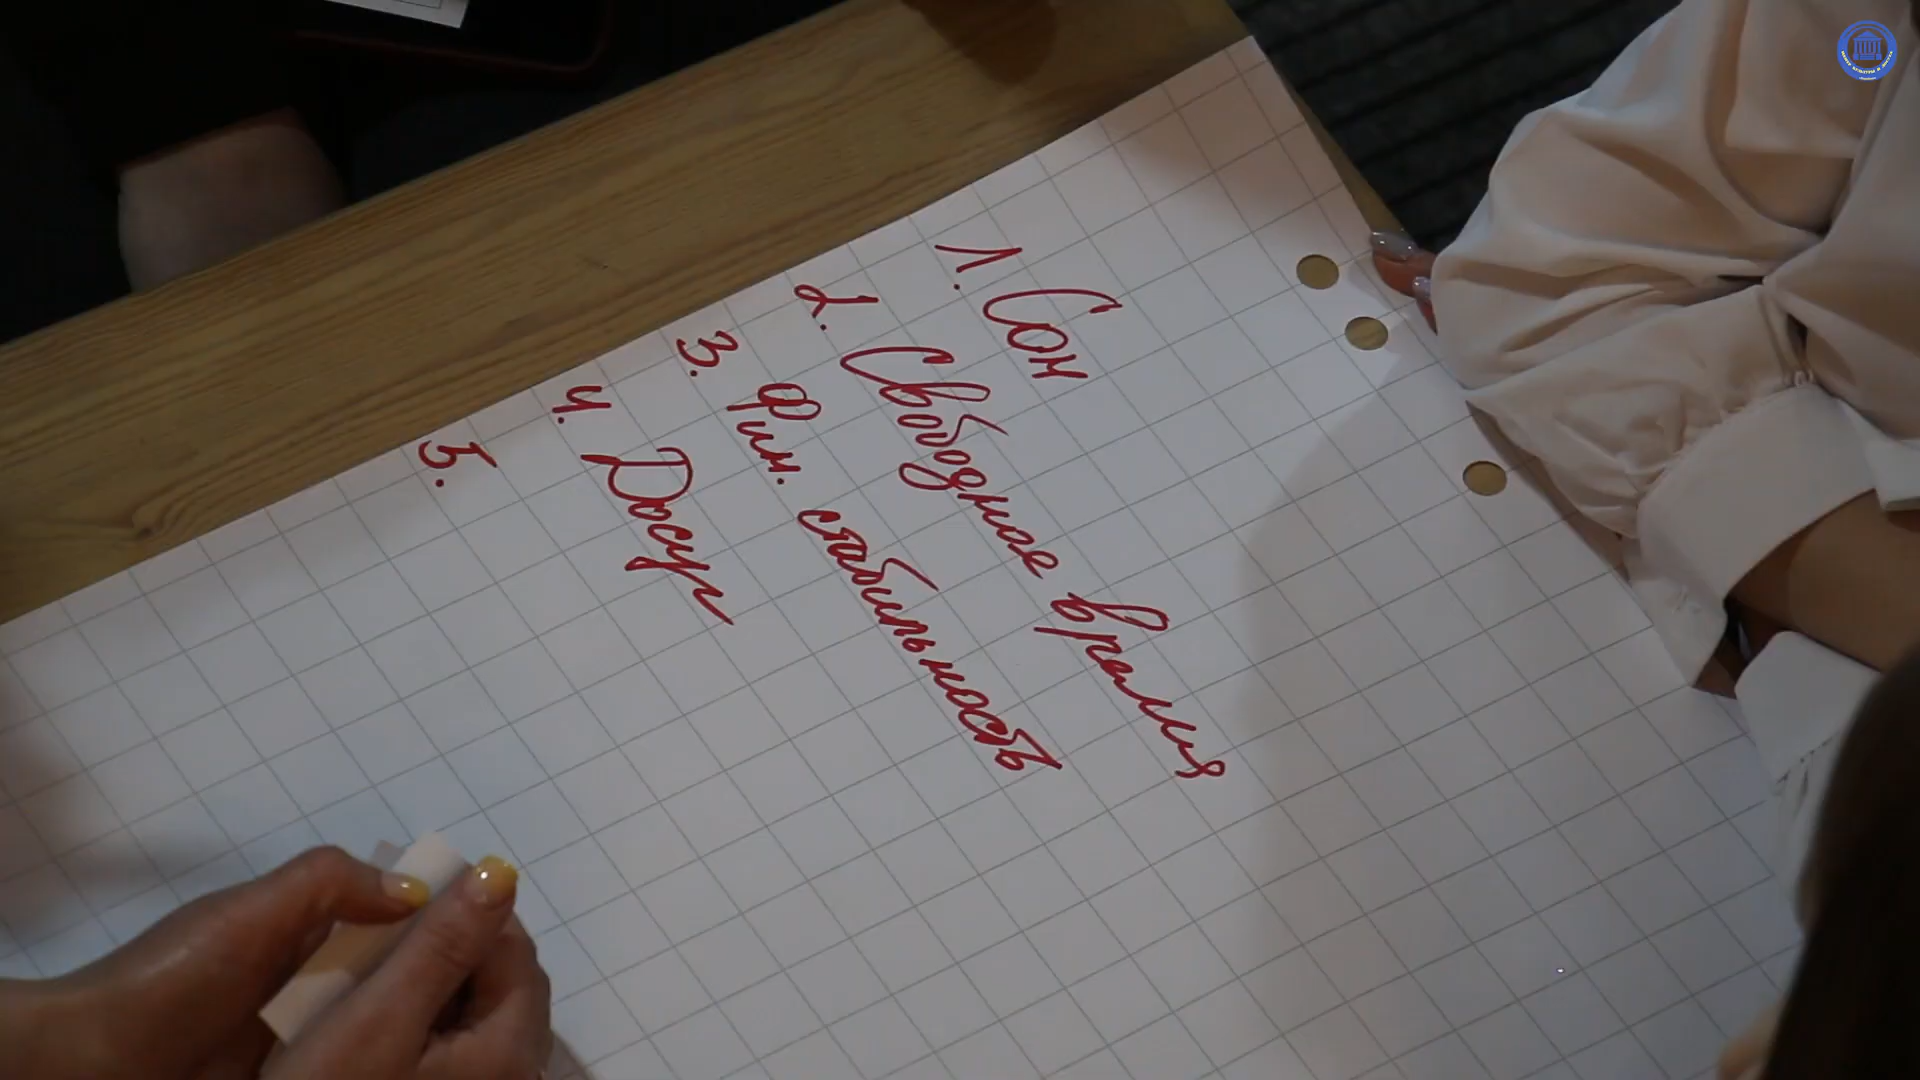 1. Сон
2. Свободное время
3. Фин. стабильность
4. Досуг
5.